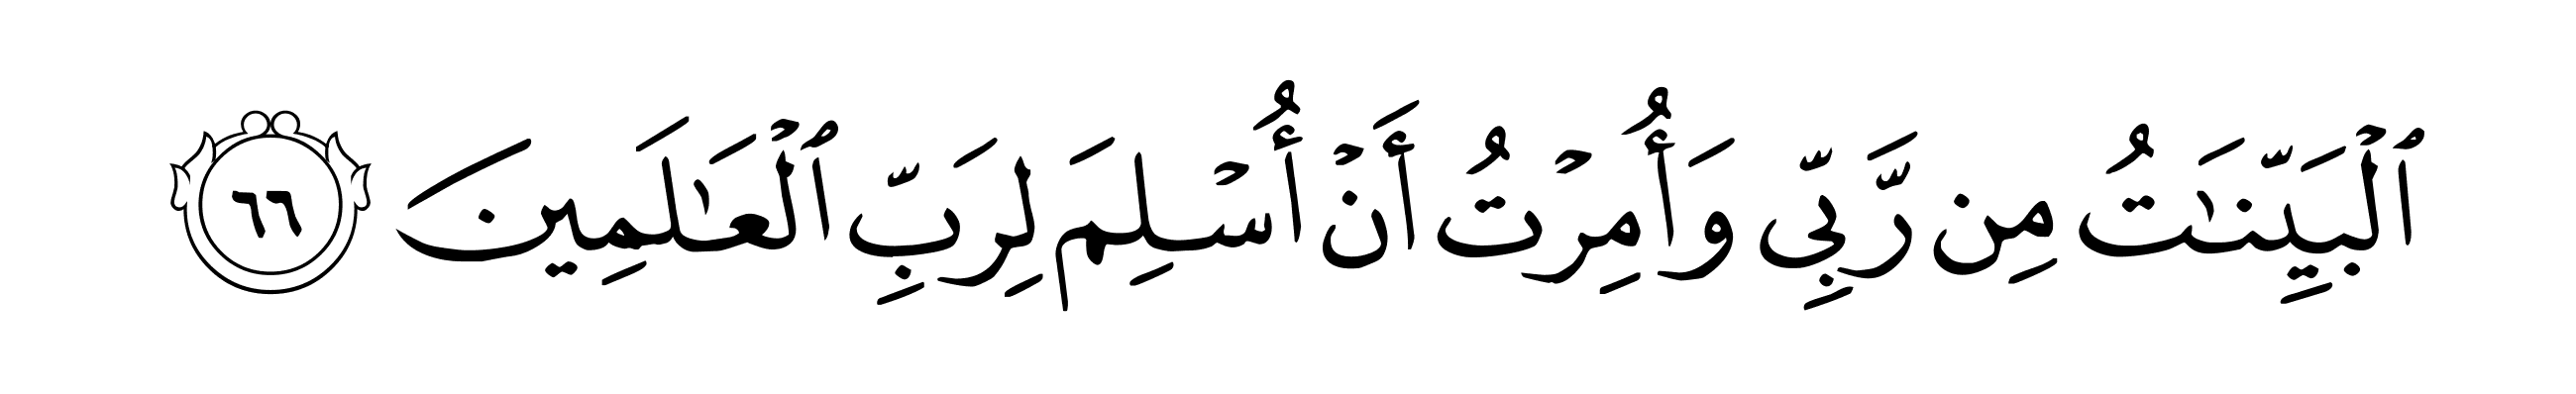 ٱلْبَيِّنَـٰتُ مِن رَّبِّى وَأُمِرْتُ أَنْ أُسْلِمَ لِرَبِّ ٱلْعَـٰلَمِينَ ٦٦